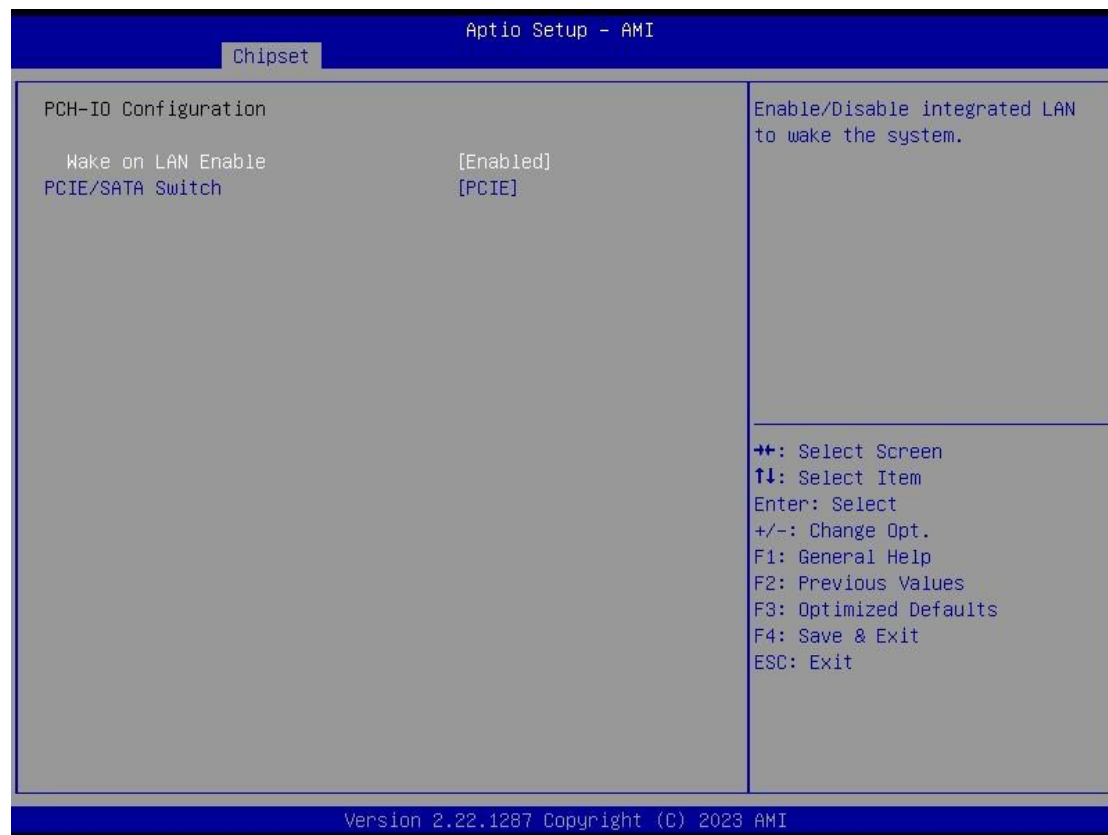 Aptio Setup – AMI
Chipset
PCH-IO Configuration
Wake on LAN Enable [Enabled]
PCIE/SATA Switch [PCIE]
Enable/Disable integrated LAN
to wake the system.
→←: Select Screen
↑↓: Select Item
Enter: Select
+/-: Change Opt.
F1: General Help
F2: Previous Values
F3: Optimized Defaults
F4: Save & Exit
ESC: Exit
Version 2.22.1287 Copyright (C) 2023 AMI